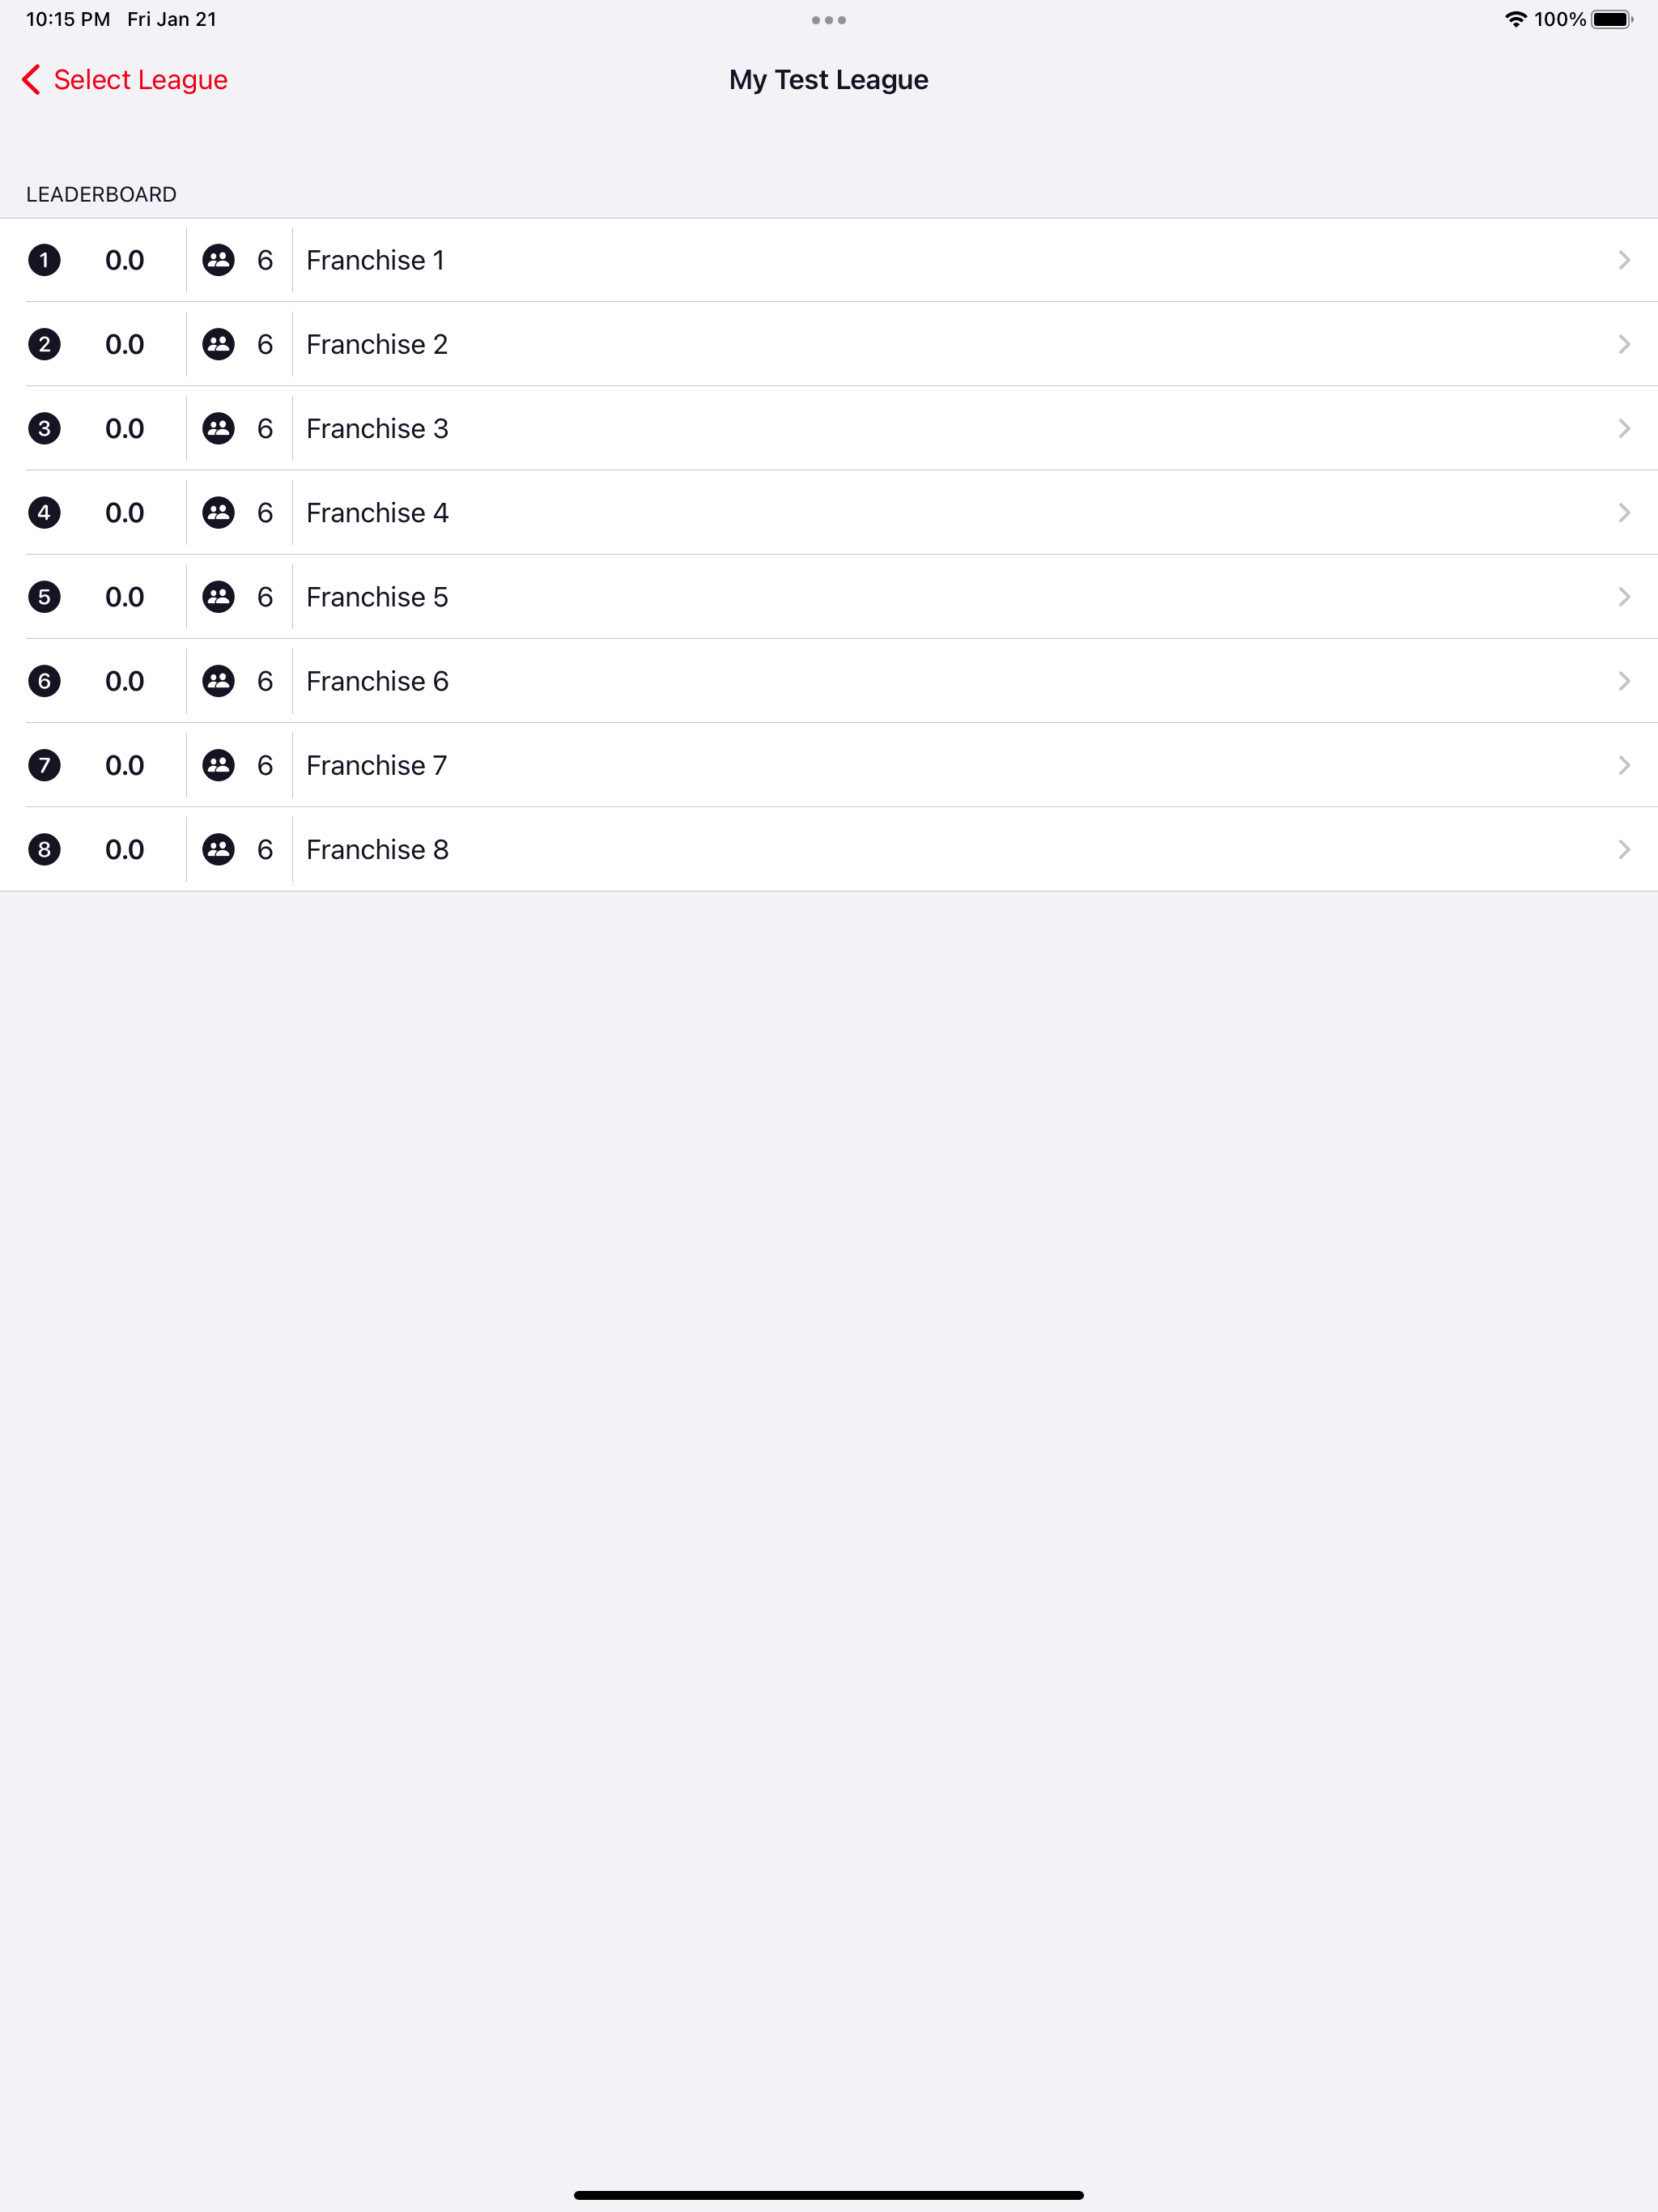 10:15 PM Fri Jan 21 100%
Select League My Test League
LEADERBOARD
1 0.0 6 Franchise 1
2 0.0 6 Franchise 2
3 0.0 6 Franchise 3
4 0.0 6 Franchise 4
5 0.0 6 Franchise 5
6 0.0 6 Franchise 6
7 0.0 6 Franchise 7
8 0.0 6 Franchise 8